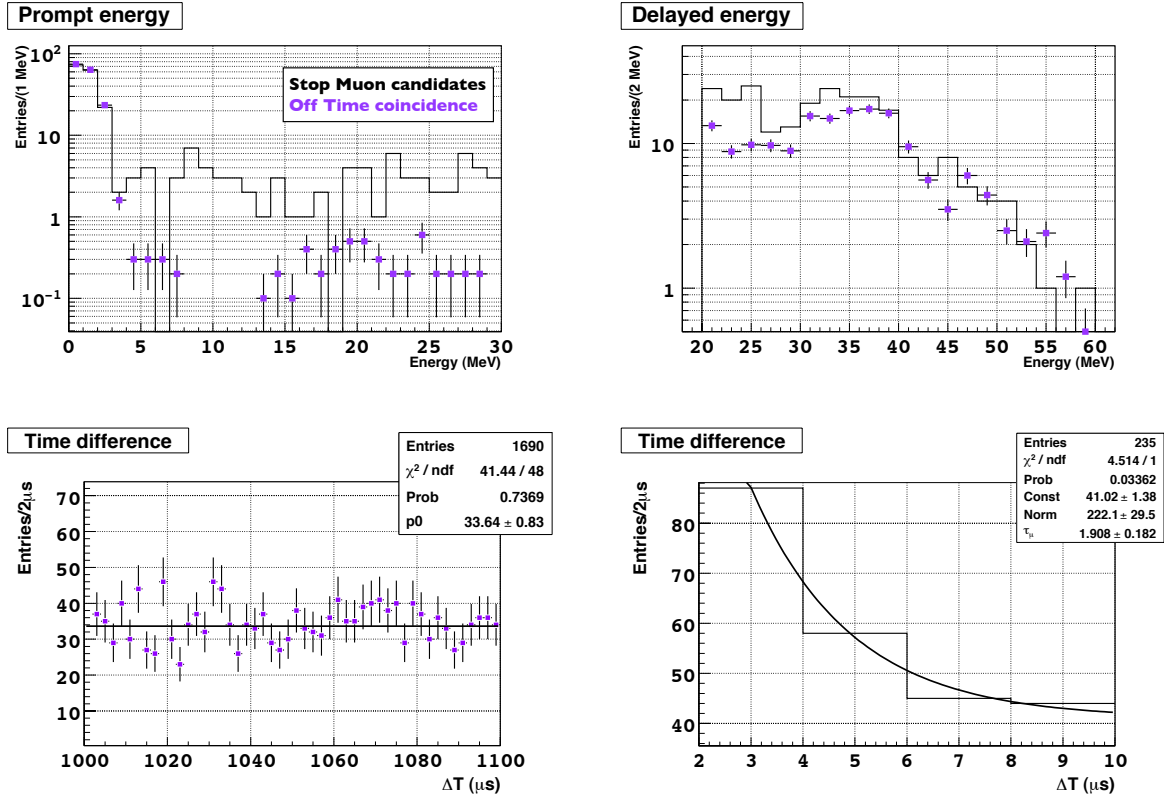 Prompt energy
Entries/(1 MeV)
10²
10
1
10⁻¹
Stop Muon candidates
Off Time coincidence
0 5 10 15 20 25 30
Energy (MeV)
Delayed energy
Entries/(2 MeV)
10
1
20 25 30 35 40 45 50 55 60
Energy (MeV)
Time difference
Entries 1690
χ² / ndf 41.44 / 48
Prob 0.7369
p0 33.64 ± 0.83
Entries/2μs
70
60
50
40
30
20
10
1000 1020 1040 1060 1080 1100
ΔT (μs)
Time difference
Entries 235
χ² / ndf 4.514 / 1
Prob 0.03362
Const 41.02 ± 1.38
Norm 222.1 ± 29.5
τμ 1.908 ± 0.182
Entries/2μs
80
70
60
50
40
2 3 4 5 6 7 8 9 10
ΔT (μs)